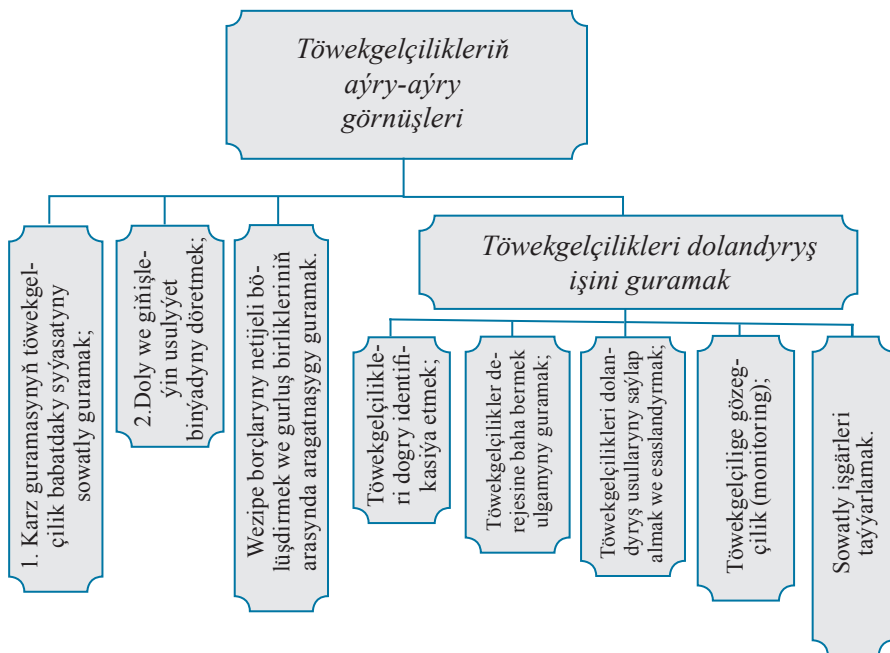 Töwekgelçilikleriň
aýry-aýry
görnüşleri
1. Karz guramasynyň töwekgel-
çilik babatdaky syýasatyny
sowatly guramak;
2.Doly we giňişle-
ýin usulyýet
binýadyny döretmek;
Wezipe borçlaryny netijeli bö-
lüşdirmek we gurluş birlikleriniň
arasynda aragatnaşygy guramak.
Töwekgelçilikleri dolandyryş
işini guramak
Töwekgelçilikle-
ri dogry identifi-
kasiýa etmek;
Töwekgelçilikler de-
rejesine baha bermek
ulgamyny guramak;
Töwekgelçilikleri dolan-
dyryş usullaryny saýlap
almak we esaslandyrmak;
Töwekgelçilige gözeg-
çilik (monitoring);
Sowatly işgärleri
taýýarlamak.